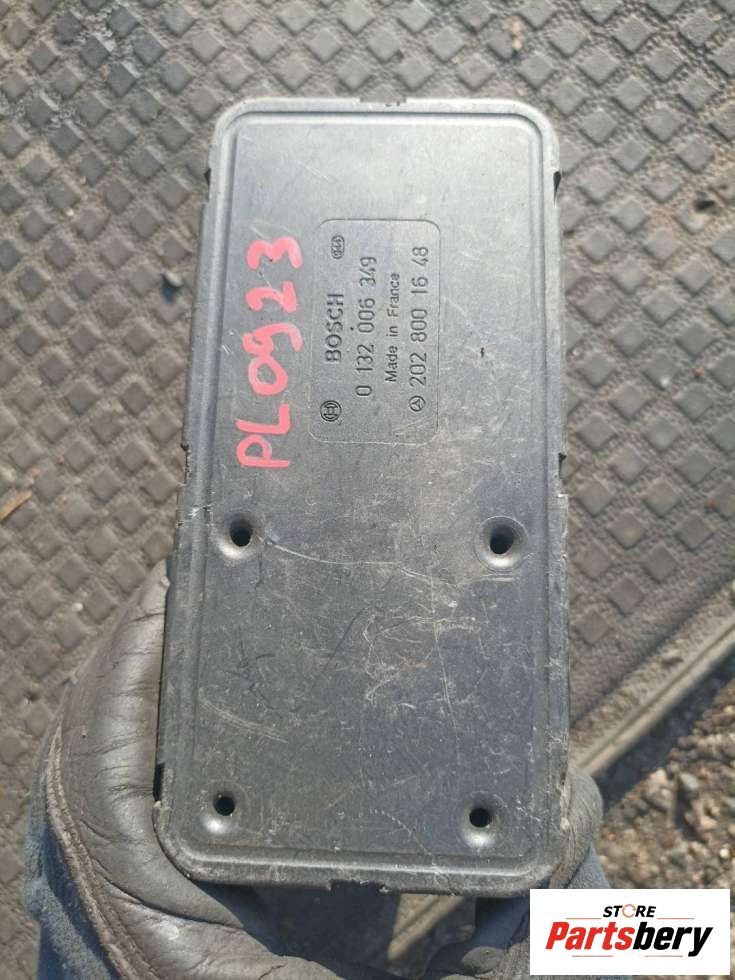 PL0923
BOSCH
0 132 006 349
Made in France
202 800 16 48
STORE
Partsbery